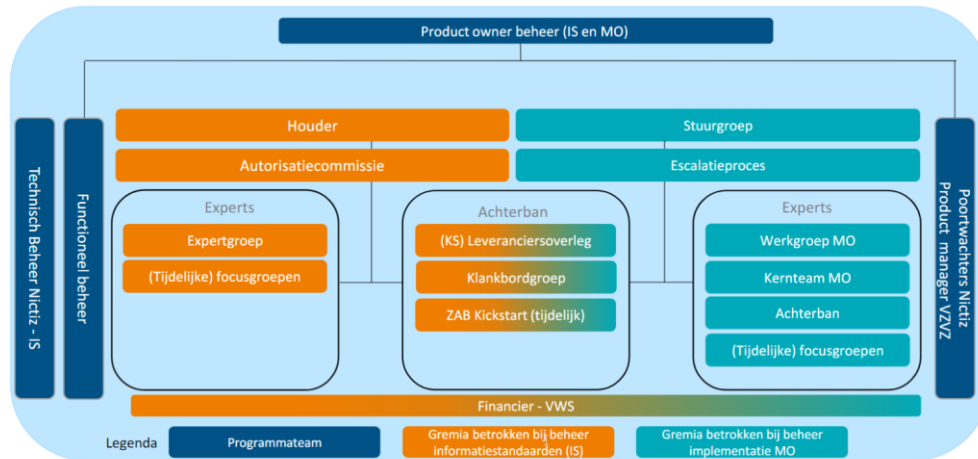 Product owner beheer (IS en MO)
Technisch Beheer Nictiz - IS
Functioneel beheer
Houder
Stuurgroep
Autorisatiecommissie
Escalatieproces
Experts
Expertgroep
(Tijdelijke) focusgroepen
Achterban
(KS) Leveranciersoverleg
Klankbordgroep
ZAB Kickstart (tijdelijk)
Experts
Werkgroep MO
Kernteam MO
Achterban
(Tijdelijke) focusgroepen
Poortwachters Nictiz
Product manager VZVZ
Financier - VWS
Legenda
Programmateam
Gremia betrokken bij beheer
informatiestandaarden (IS)
Gremia betrokken bij beheer
implementatie MO